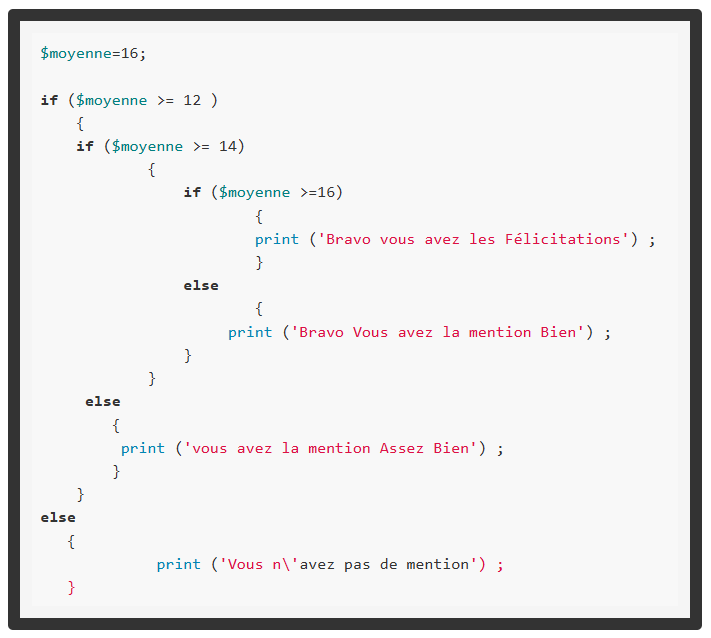 $moyenne=16;
if ($moyenne >= 12 )
{
if ($moyenne >= 14)
{
if ($moyenne >=16)
{
print ('Bravo vous avez les Félicitations') ;
}
else
{
print ('Bravo Vous avez la mention Bien') ;
}
}
else
{
print ('vous avez la mention Assez Bien') ;
}
}
else
{
print ('Vous n\'avez pas de mention') ;
}